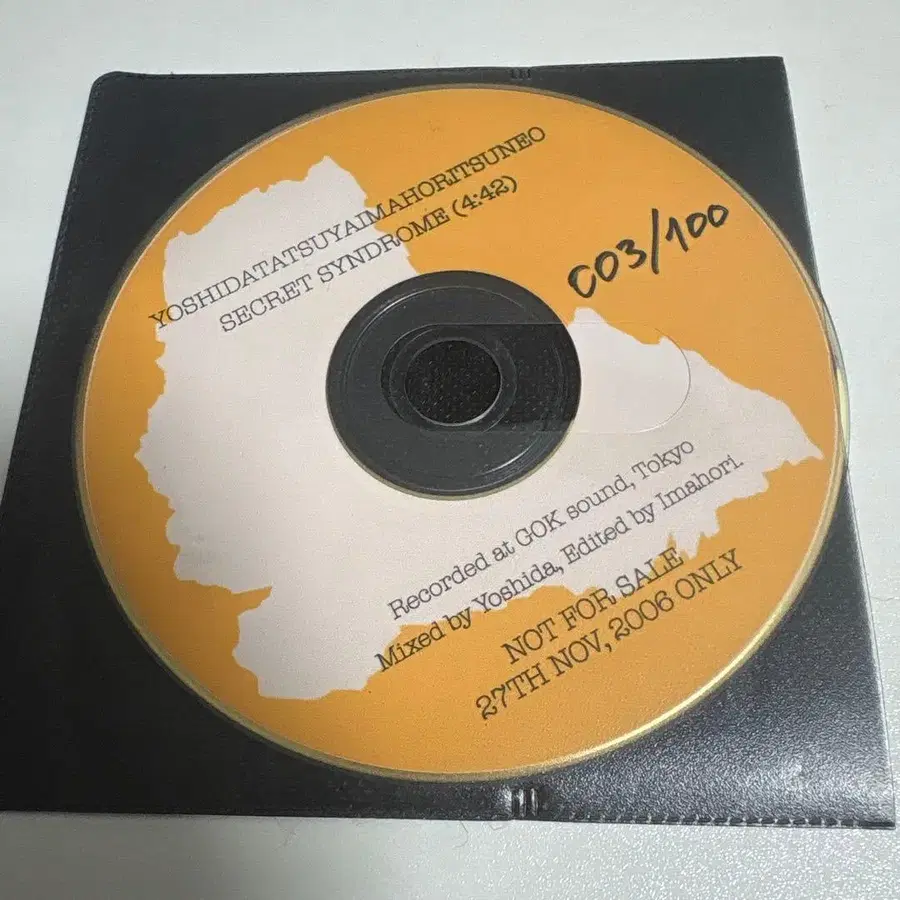 YOSHIDATATSUYAIMAHORITSUNEO
SECRET SYNDROME (4:42)
003/100
Recorded at GOK sound, Tokyo
Mixed by Yoshida, Edited by Imahori.
NOT FOR SALE
27TH NOV, 2006 ONLY